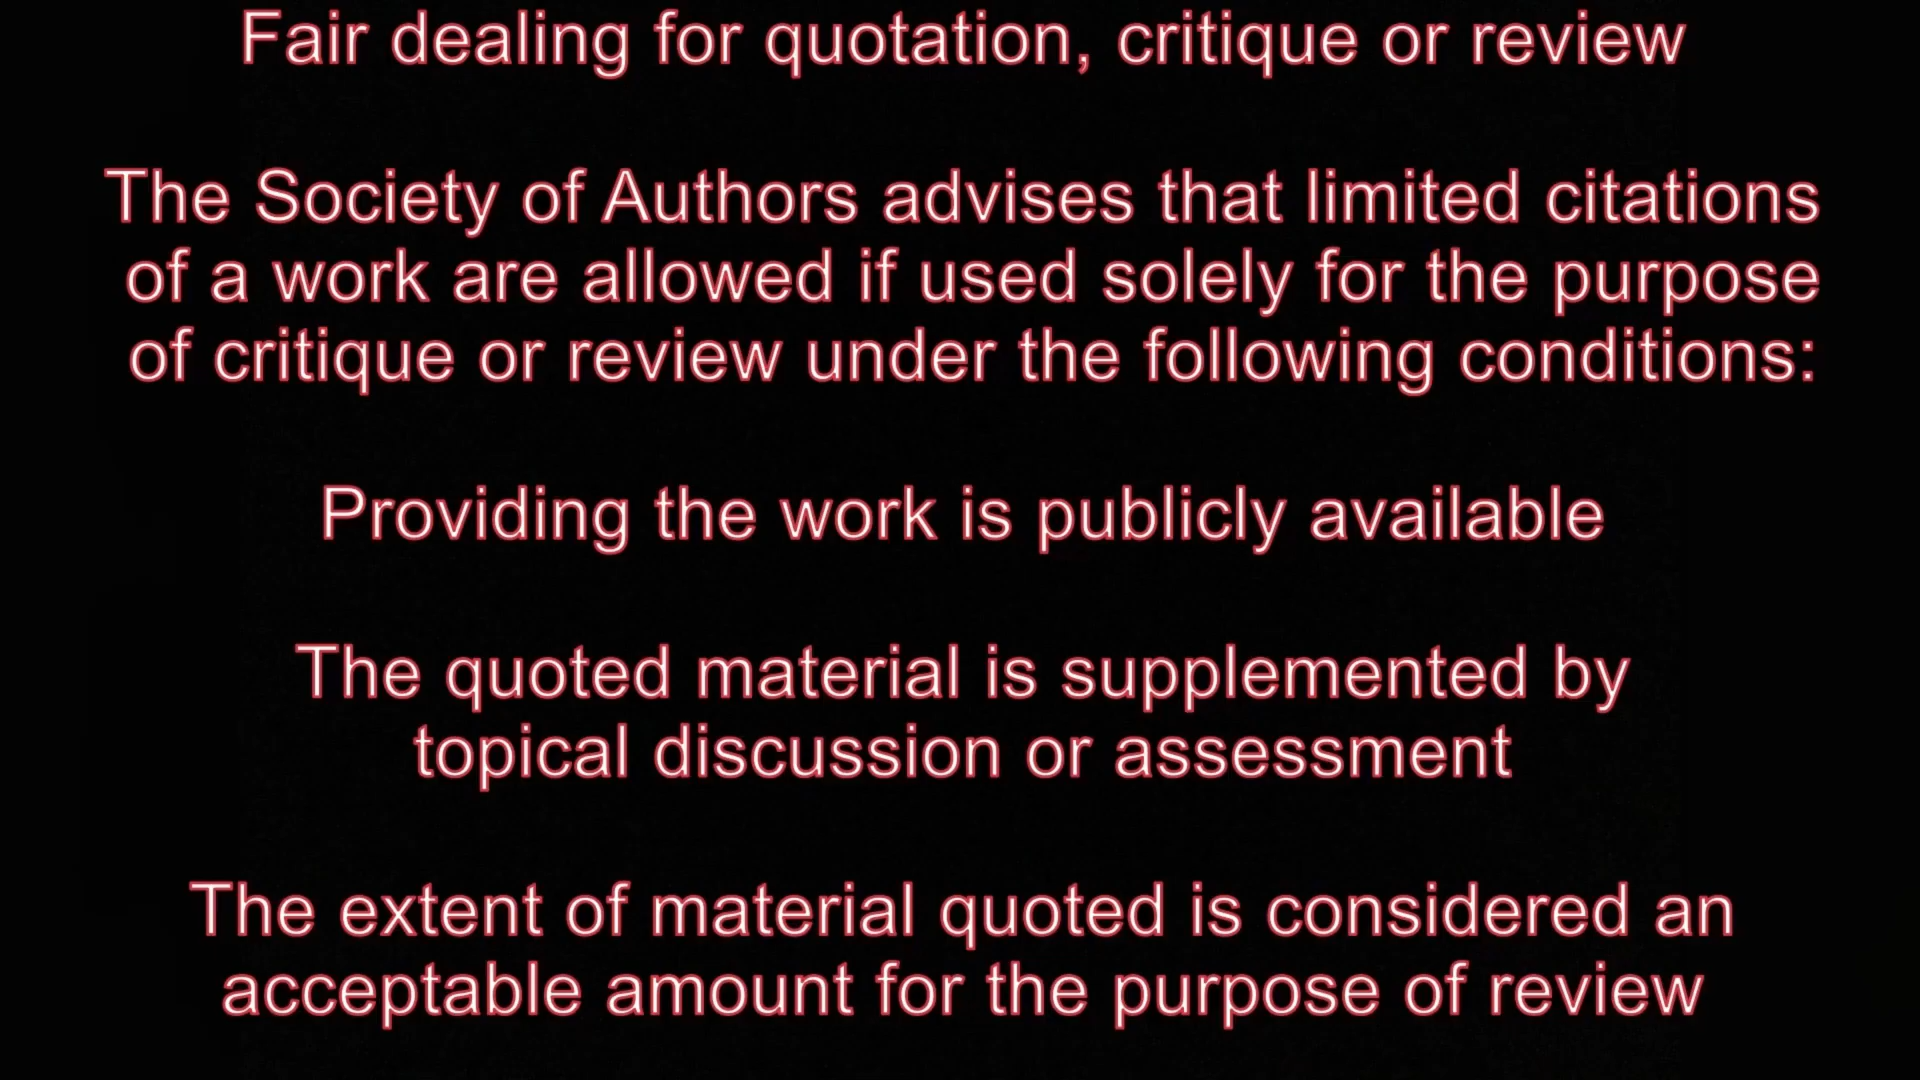 Fair dealing for quotation, critique or review
The Society of Authors advises that limited citations
of a work are allowed if used solely for the purpose
of critique or review under the following conditions:
Providing the work is publicly available
The quoted material is supplemented by
topical discussion or assessment
The extent of material quoted is considered an
acceptable amount for the purpose of review